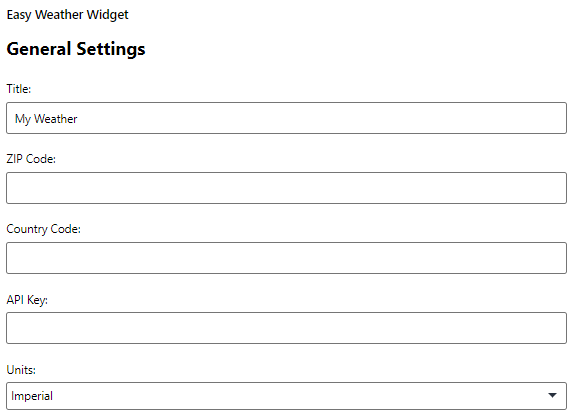 Easy Weather Widget
General Settings
Title:
My Weather
ZIP Code:
Country Code:
API Key:
Units:
Imperial